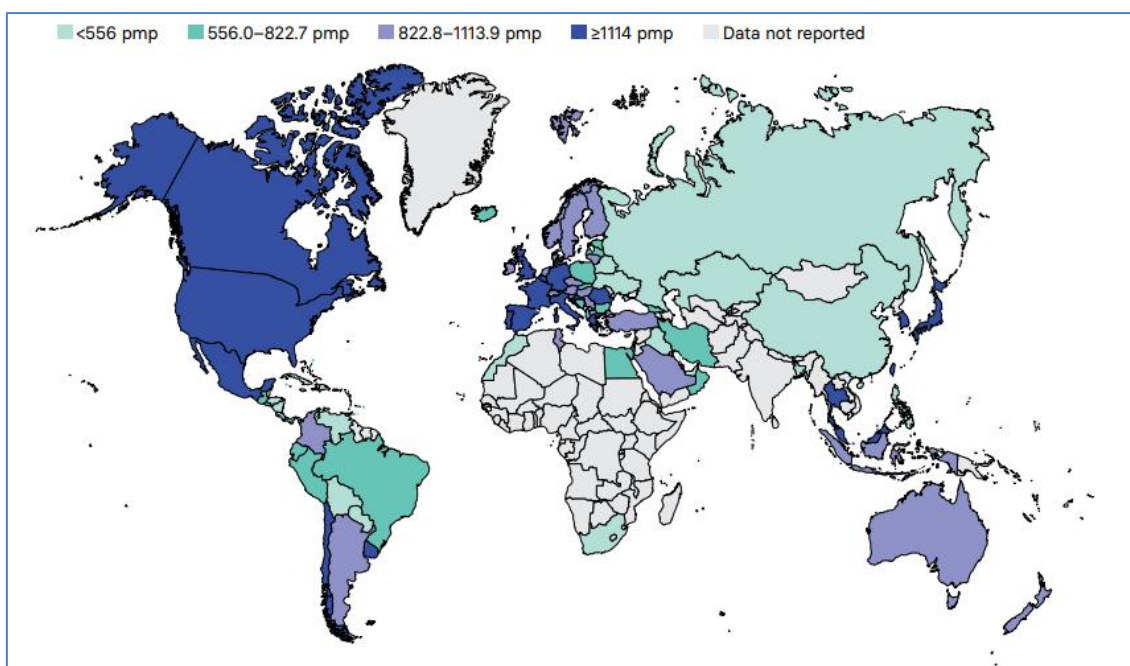 <556 pmp 556.0–822.7 pmp 822.8–1113.9 pmp ≥1114 pmp Data not reported